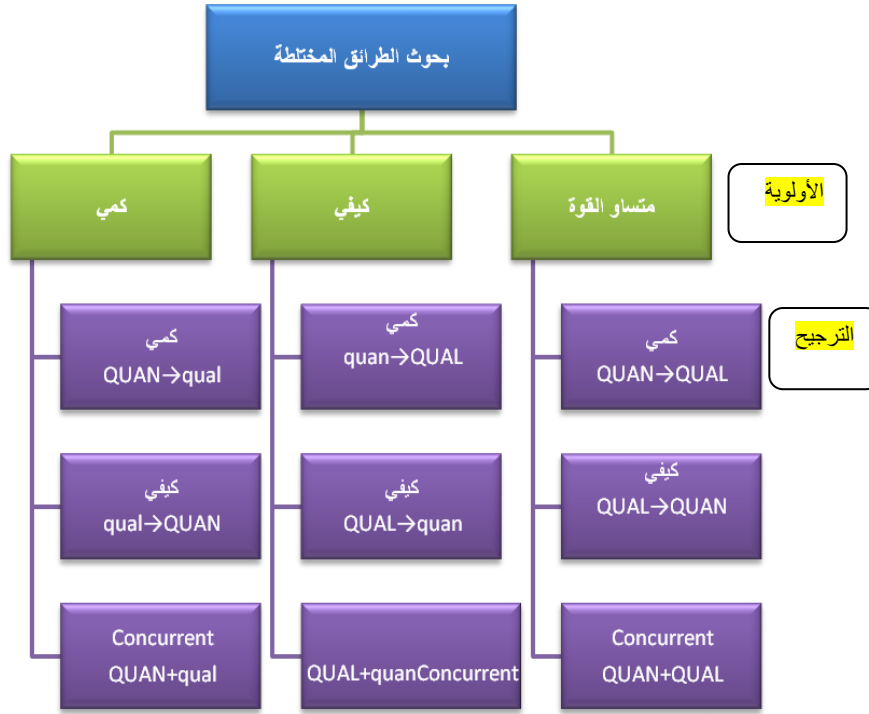 بحوث الطرائق المختلطة
الأولوية
متساو القوة
كيفي
كمي
الترجيح
كمي
QUAN→QUAL
كمي
quan→QUAL
كمي
QUAN→qual
كيفي
QUAL→QUAN
كيفي
QUAL→quan
كيفي
qual→QUAN
Concurrent
QUAN+QUAL
QUAL+quanConcurrent
Concurrent
QUAN+qual